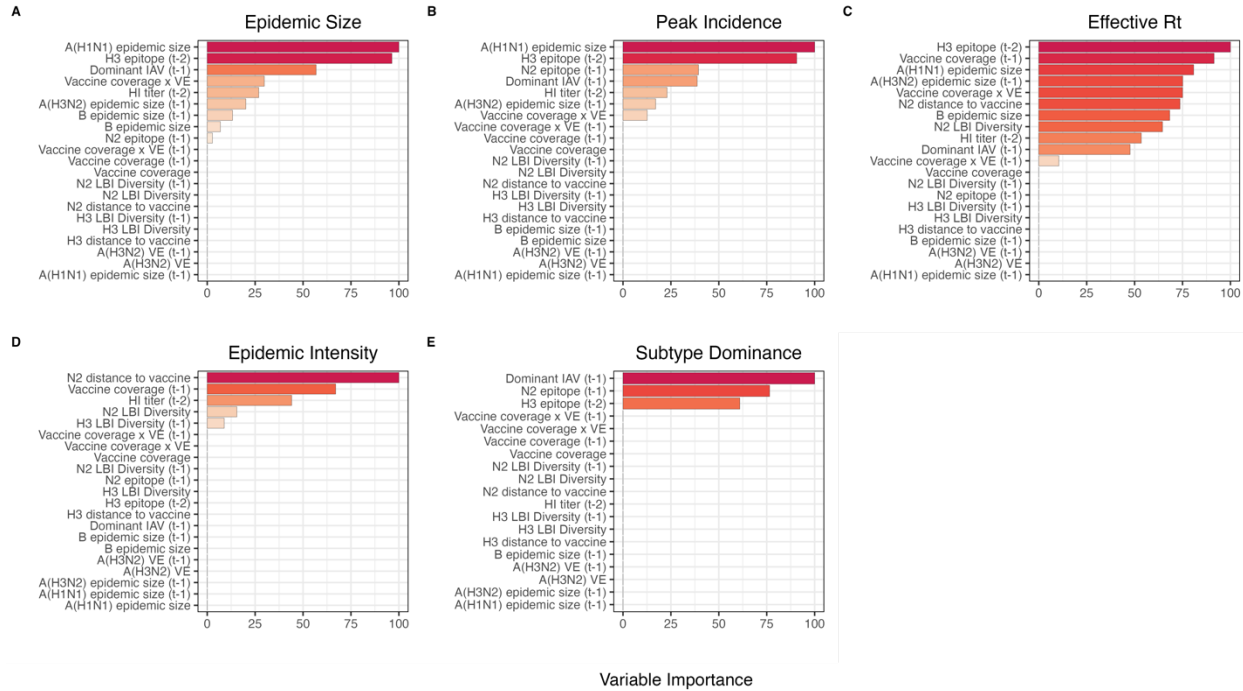 A
Epidemic Size
A(H1N1) epidemic size
H3 epitope (t-2)
Dominant IAV (t-1)
Vaccine coverage x VE
HI titer (t-2)
A(H3N2) epidemic size (t-1)
B epidemic size (t-1)
B epidemic size
N2 epitope (t-1)
Vaccine coverage x VE (t-1)
Vaccine coverage (t-1)
Vaccine coverage
N2 LBI Diversity (t-1)
N2 LBI Diversity
N2 distance to vaccine
H3 LBI Diversity (t-1)
H3 LBI Diversity
H3 distance to vaccine
A(H3N2) VE (t-1)
A(H3N2) VE
A(H1N1) epidemic size (t-1)
0 25 50 75 100
B
Peak Incidence
A(H1N1) epidemic size
H3 epitope (t-2)
N2 epitope (t-1)
Dominant IAV (t-1)
HI titer (t-2)
A(H3N2) epidemic size (t-1)
Vaccine coverage x VE
Vaccine coverage x VE (t-1)
Vaccine coverage (t-1)
Vaccine coverage
N2 LBI Diversity (t-1)
N2 LBI Diversity
N2 distance to vaccine
H3 LBI Diversity (t-1)
H3 LBI Diversity
H3 distance to vaccine
B epidemic size (t-1)
B epidemic size
A(H3N2) VE (t-1)
A(H3N2) VE
A(H1N1) epidemic size (t-1)
0 25 50 75 100
C
Effective Rt
H3 epitope (t-2)
Vaccine coverage (t-1)
A(H1N1) epidemic size
A(H3N2) epidemic size (t-1)
Vaccine coverage x VE
N2 distance to vaccine
B epidemic size
N2 LBI Diversity
HI titer (t-2)
Dominant IAV (t-1)
Vaccine coverage x VE (t-1)
Vaccine coverage
N2 LBI Diversity (t-1)
N2 epitope (t-1)
H3 LBI Diversity (t-1)
H3 LBI Diversity
H3 distance to vaccine
B epidemic size (t-1)
A(H3N2) VE (t-1)
A(H3N2) VE
A(H1N1) epidemic size (t-1)
0 25 50 75 100
D
Epidemic Intensity
N2 distance to vaccine
Vaccine coverage (t-1)
HI titer (t-2)
N2 LBI Diversity
H3 LBI Diversity (t-1)
Vaccine coverage x VE (t-1)
Vaccine coverage x VE
Vaccine coverage
N2 LBI Diversity (t-1)
N2 epitope (t-1)
H3 LBI Diversity
H3 epitope (t-2)
H3 distance to vaccine
Dominant IAV (t-1)
B epidemic size (t-1)
B epidemic size
A(H3N2) VE (t-1)
A(H3N2) VE
A(H3N2) epidemic size (t-1)
A(H1N1) epidemic size (t-1)
A(H1N1) epidemic size
0 25 50 75 100
E
Subtype Dominance
Dominant IAV (t-1)
N2 epitope (t-1)
H3 epitope (t-2)
Vaccine coverage x VE (t-1)
Vaccine coverage x VE
Vaccine coverage (t-1)
Vaccine coverage
N2 LBI Diversity (t-1)
N2 LBI Diversity
N2 distance to vaccine
HI titer (t-2)
H3 LBI Diversity (t-1)
H3 LBI Diversity
H3 distance to vaccine
B epidemic size (t-1)
A(H3N2) VE (t-1)
A(H3N2) VE
A(H3N2) epidemic size (t-1)
A(H1N1) epidemic size (t-1)
0 25 50 75 100
Variable Importance